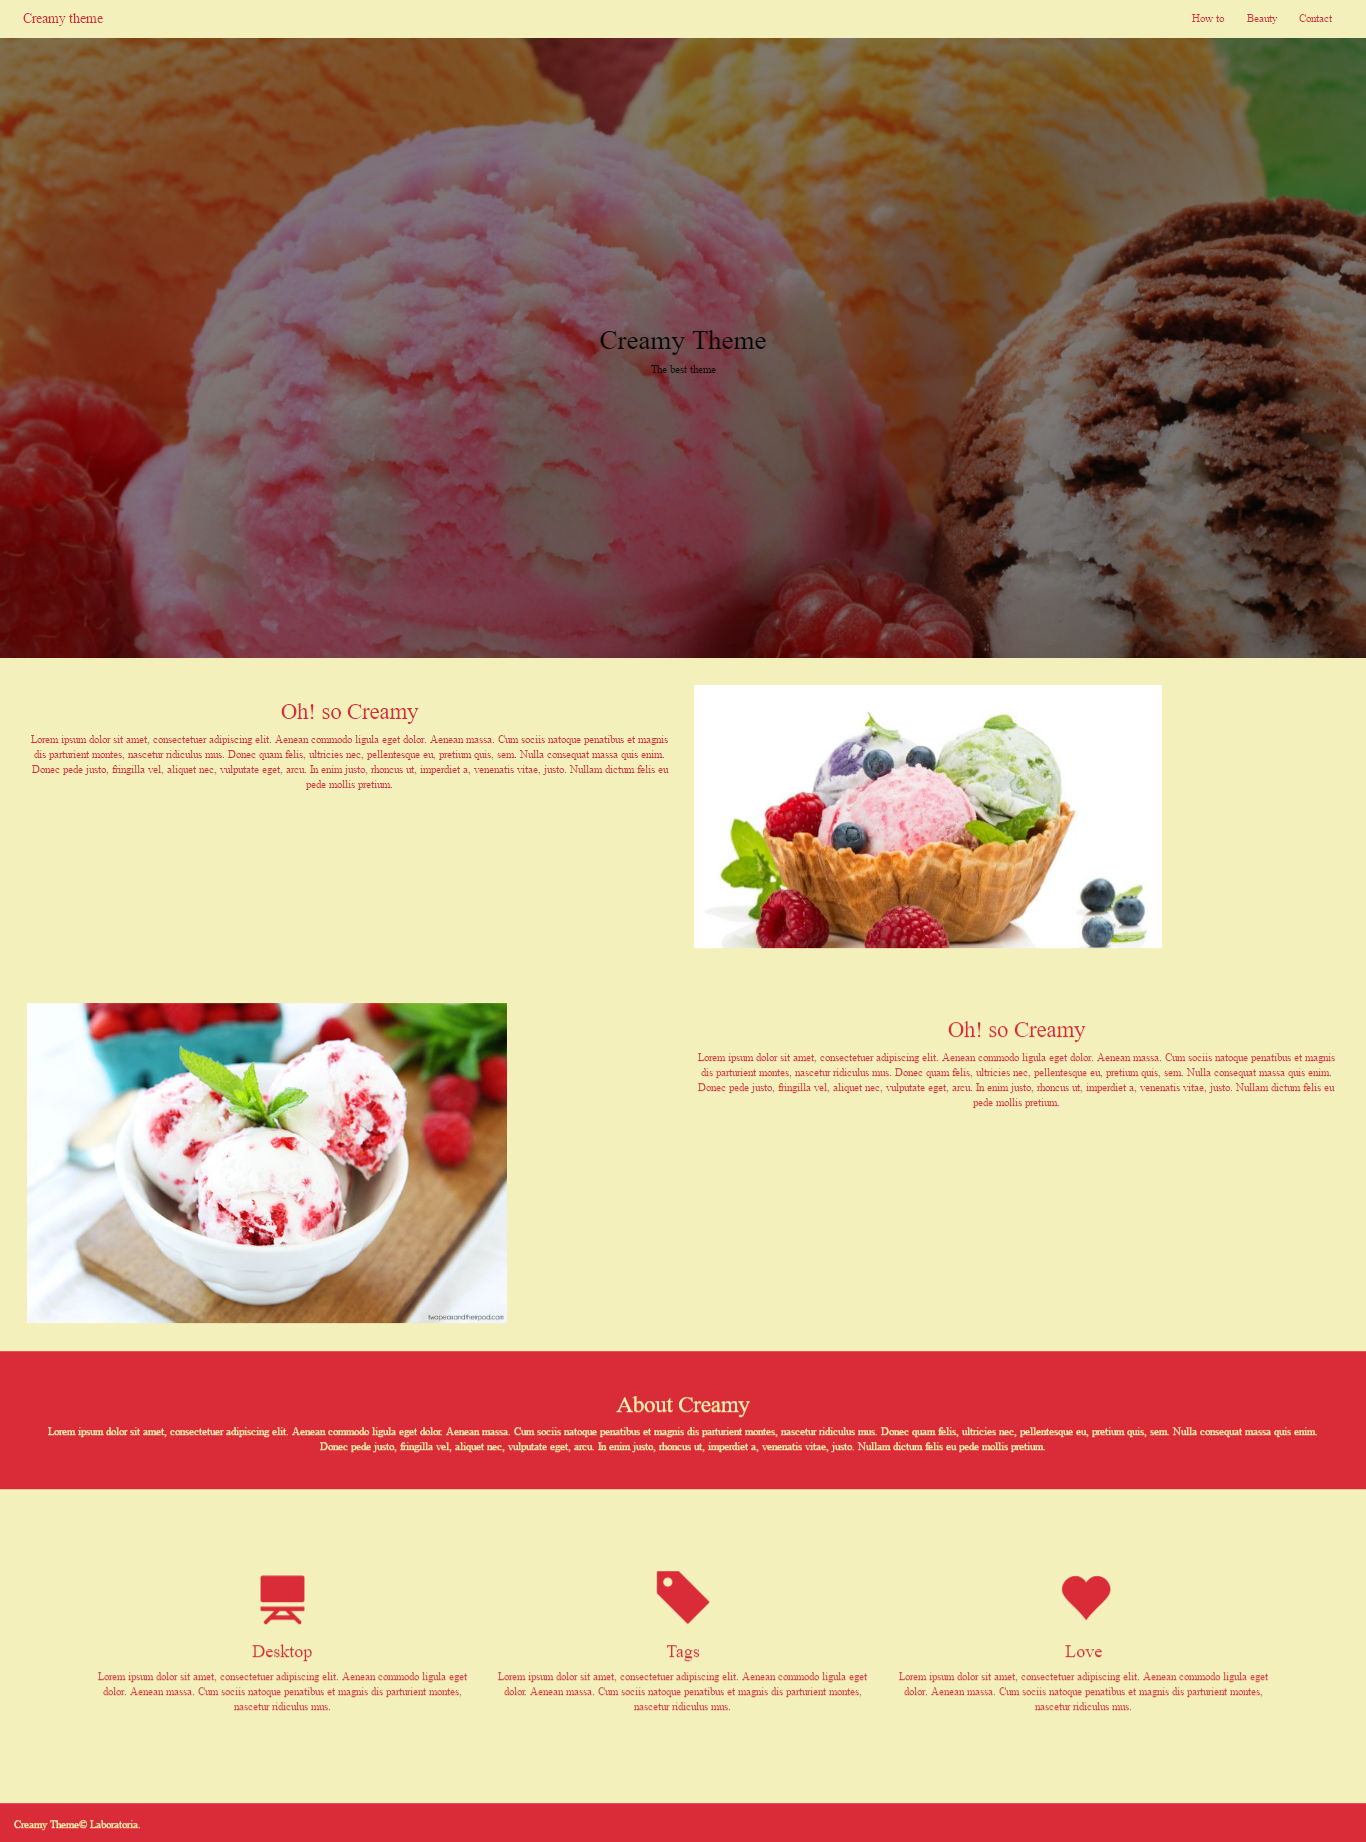 Creamy theme
How to Beauty Contact
Creamy Theme
The best theme
Oh! so Creamy
Lorem ipsum dolor sit amet, consectetuer adipiscing elit. Aenean commodo ligula eget dolor. Aenean massa. Cum sociis natoque penatibus et magnis
dis parturient montes, nascetur ridiculus mus. Donec quam felis, ultricies nec, pellentesque eu, pretium quis, sem. Nulla consequat massa quis enim.
Donec pede justo, fringilla vel, aliquet nec, vulputate eget, arcu. In enim justo, rhoncus ut, imperdiet a, venenatis vitae, justo. Nullam dictum felis eu
pede mollis pretium.
twopeasandtheirpod.com
Oh! so Creamy
Lorem ipsum dolor sit amet, consectetuer adipiscing elit. Aenean commodo ligula eget dolor. Aenean massa. Cum sociis natoque penatibus et magnis
dis parturient montes, nascetur ridiculus mus. Donec quam felis, ultricies nec, pellentesque eu, pretium quis, sem. Nulla consequat massa quis enim.
Donec pede justo, fringilla vel, aliquet nec, vulputate eget, arcu. In enim justo, rhoncus ut, imperdiet a, venenatis vitae, justo. Nullam dictum felis eu
pede mollis pretium.
About Creamy
Lorem ipsum dolor sit amet, consectetuer adipiscing elit. Aenean commodo ligula eget dolor. Aenean massa. Cum sociis natoque penatibus et magnis dis parturient montes, nascetur ridiculus mus. Donec quam felis, ultricies nec, pellentesque eu, pretium quis, sem. Nulla consequat massa quis enim.
Donec pede justo, fringilla vel, aliquet nec, vulputate eget, arcu. In enim justo, rhoncus ut, imperdiet a, venenatis vitae, justo. Nullam dictum felis eu pede mollis pretium.
Desktop
Lorem ipsum dolor sit amet, consectetuer adipiscing elit. Aenean commodo ligula eget
dolor. Aenean massa. Cum sociis natoque penatibus et magnis dis parturient montes,
nascetur ridiculus mus.
Tags
Lorem ipsum dolor sit amet, consectetuer adipiscing elit. Aenean commodo ligula eget
dolor. Aenean massa. Cum sociis natoque penatibus et magnis dis parturient montes,
nascetur ridiculus mus.
Love
Lorem ipsum dolor sit amet, consectetuer adipiscing elit. Aenean commodo ligula eget
dolor. Aenean massa. Cum sociis natoque penatibus et magnis dis parturient montes,
nascetur ridiculus mus.
Creamy Theme© Laboratoria.